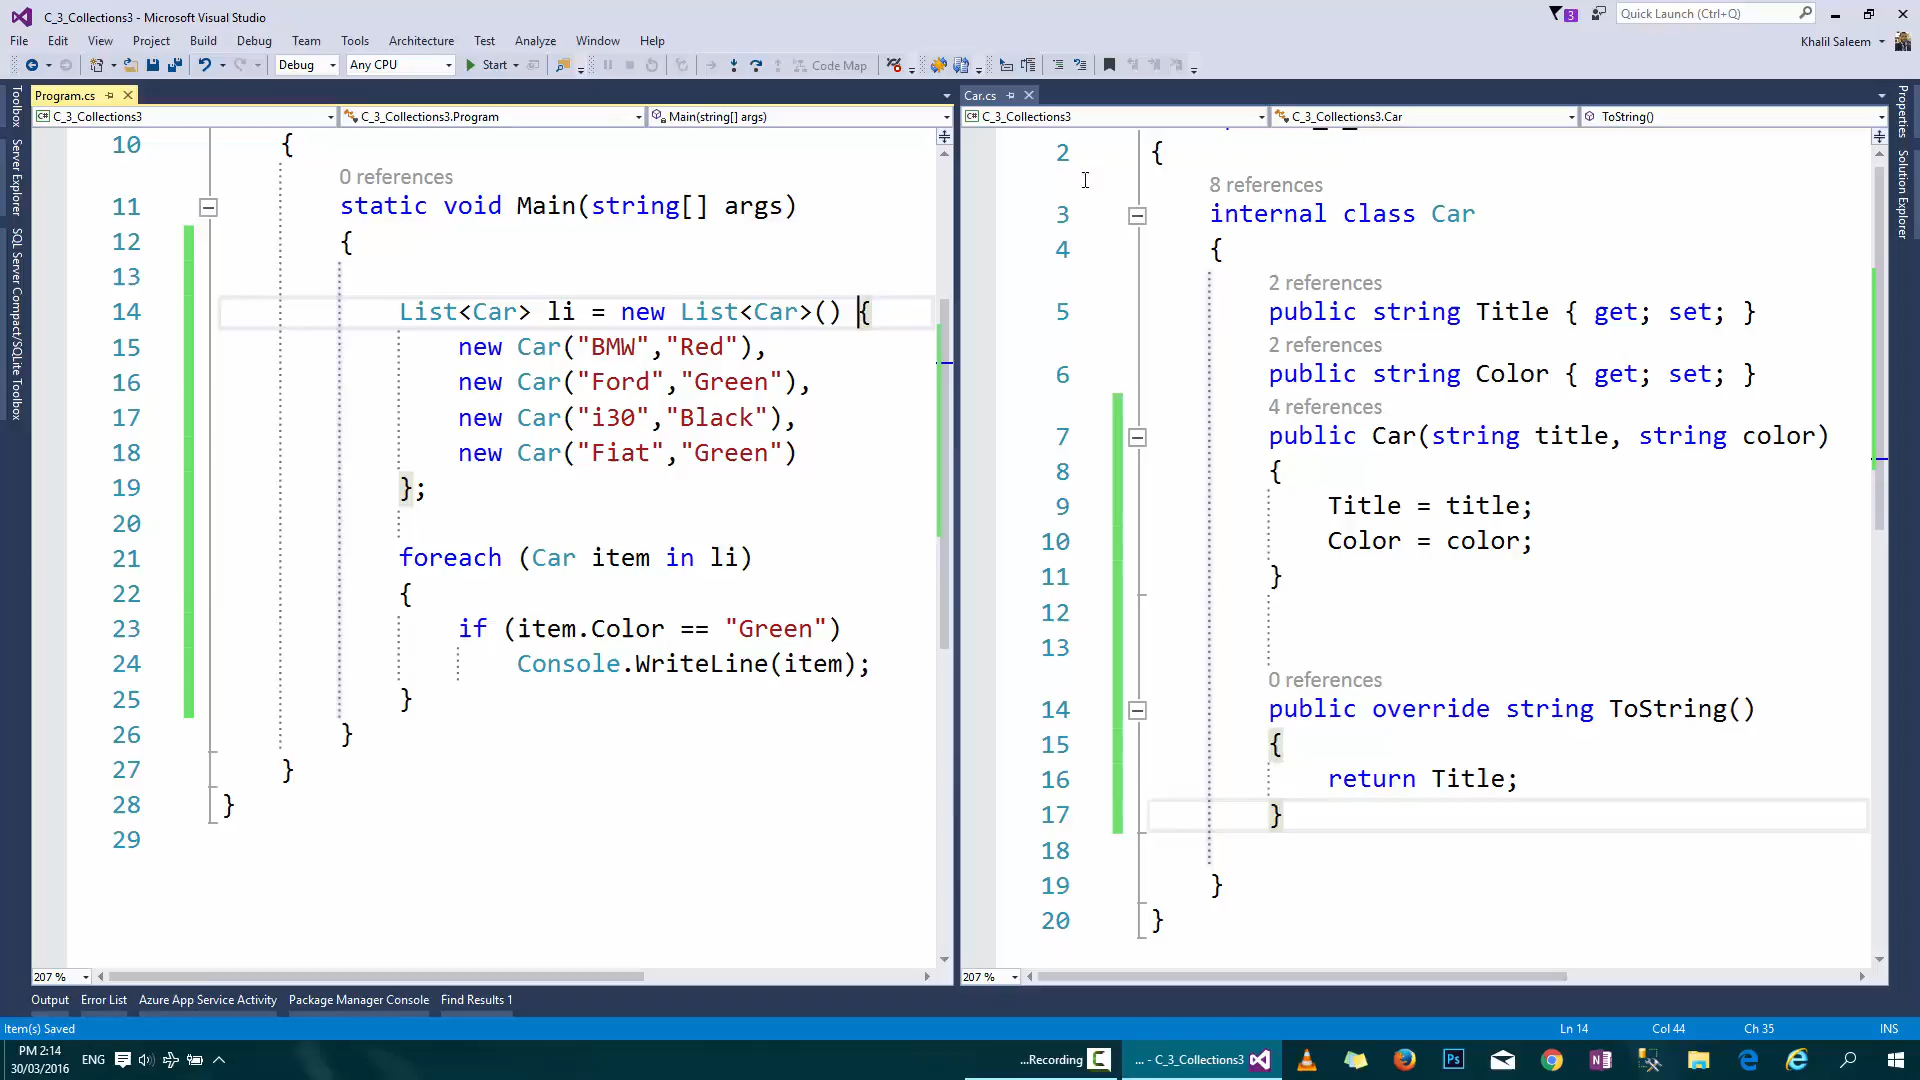 C_3_Collections3 - Microsoft Visual Studio
3
Quick Launch (Ctrl+Q)
File Edit View Project Build Debug Team Tools Architecture Test Analyze Window Help
Khalil Saleem
Debug Any CPU Start Code Map
Toolbox
Server Explorer
SQL Server Compact/SQLite Toolbox
Program.cs
C_3_Collections3 C_3_Collections3.Program Main(string[] args)
10 {
0 references
11 static void Main(string[] args)
12 {
13
14 List<Car> li = new List<Car>() {
15 new Car("BMW","Red"),
16 new Car("Ford","Green"),
17 new Car("i30","Black"),
18 new Car("Fiat","Green")
19 };
20
21 foreach (Car item in li)
22 {
23 if (item.Color == "Green")
24 Console.WriteLine(item);
25 }
26 }
27 }
28 }
29
207 %
Car.cs
C_3_Collections3 C_3_Collections3.Car ToString()
2 {
8 references
3 internal class Car
4 {
2 references
5 public string Title { get; set; }
2 references
6 public string Color { get; set; }
4 references
7 public Car(string title, string color)
8 {
9 Title = title;
10 Color = color;
11 }
12
13
0 references
14 public override string ToString()
15 {
16 return Title;
17 }
18
19 }
20 }
207 %
Properties
Solution Explorer
Output Error List Azure App Service Activity Package Manager Console Find Results 1
Item(s) Saved Ln 14 Col 44 Ch 35 INS
PM 2:14
30/03/2016
ENG
...Recording
... - C_3_Collections3